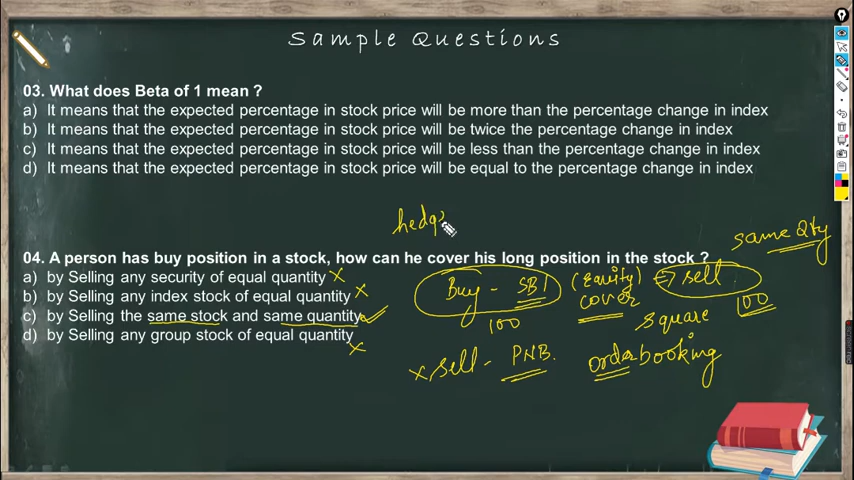 Sample Questions
03. What does Beta of 1 mean ?
a) It means that the expected percentage in stock price will be more than the percentage change in index
b) It means that the expected percentage in stock price will be twice the percentage change in index
c) It means that the expected percentage in stock price will be less than the percentage change in index
d) It means that the expected percentage in stock price will be equal to the percentage change in index
hedge
same Qty
04. A person has buy position in a stock, how can he cover his long position in the stock ?
a) by Selling any security of equal quantity x
b) by Selling any index stock of equal quantity x
c) by Selling the same stock and same quantity ✓
d) by Selling any group stock of equal quantity x
Buy - SBI (Equity) → sell
cover
100
100
square
x sell - PNB.
order booking